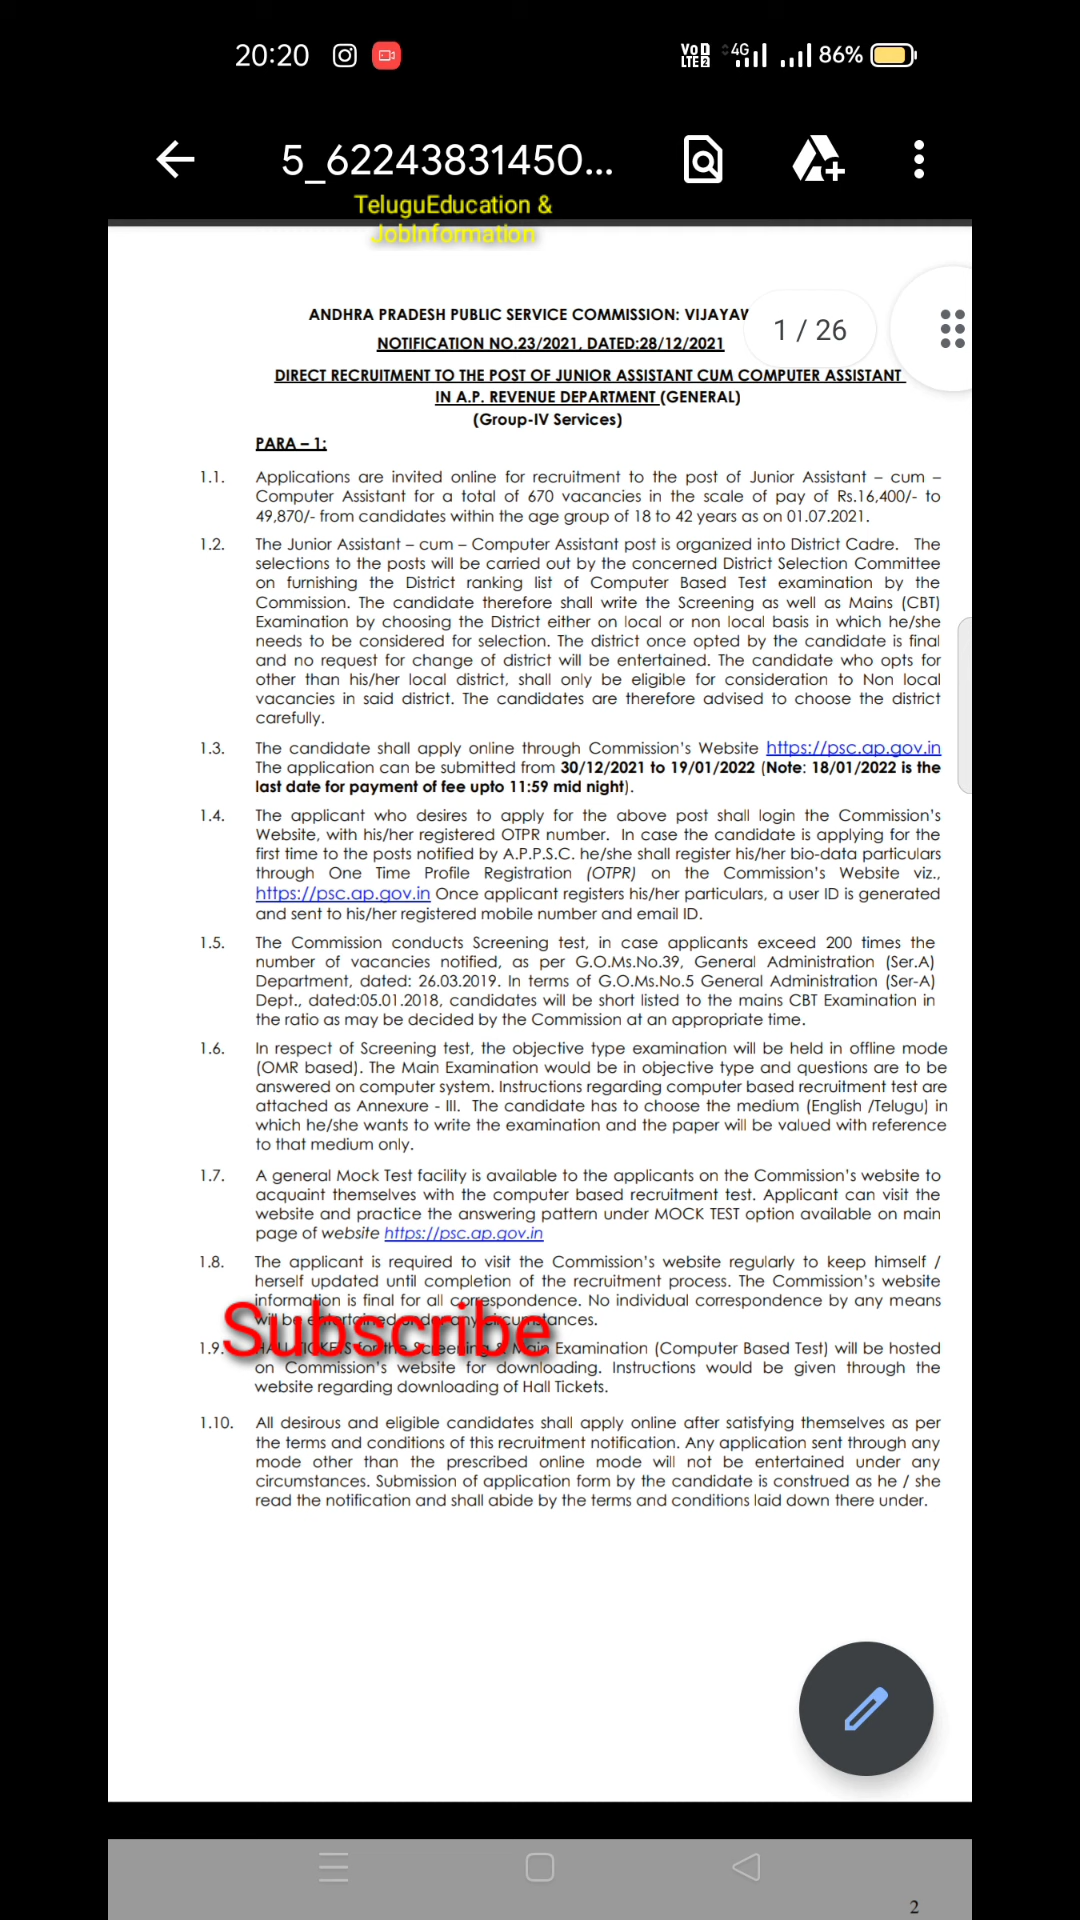 20:20
VoD LTE2 4G 86%
5_62243831450...
TeluguEducation &
JobInformation
ANDHRA PRADESH PUBLIC SERVICE COMMISSION:
1 / 26
NOTIFICATION NO.23/2021, DATED:28/12/2021
DIRECT RECRUITMENT TO THE POST OF JUNIOR ASSISTANT CUM COMPUTER ASSISTANT
IN A.P. REVENUE DEPARTMENT (GENERAL)
(Group-IV Services)
PARA – 1:
1.1. Applications are invited online for recruitment to the post of Junior Assistant – cum –
Computer Assistant for a total of 670 vacancies in the scale of pay of Rs.16,400/- to
49,870/- from candidates within the age group of 18 to 42 years as on 01.07.2021.
1.2. The Junior Assistant – cum – Computer Assistant post is organized into District Cadre. The
selections to the posts will be carried out by the concerned District Selection Committee
on furnishing the District ranking list of Computer Based Test examination by the
Commission. The candidate therefore shall write the Screening as well as Mains (CBT)
Examination by choosing the District either on local or non local basis in which he/she
needs to be considered for selection. The district once opted by the candidate is final
and no request for change of district will be entertained. The candidate who opts for
other than his/her local district, shall only be eligible for consideration to Non local
vacancies in said district. The candidates are therefore advised to choose the district
carefully.
1.3. The candidate shall apply online through Commission's Website https://psc.ap.gov.in
The application can be submitted from 30/12/2021 to 19/01/2022 (Note: 18/01/2022 is the
last date for payment of fee upto 11:59 mid night).
1.4. The applicant who desires to apply for the above post shall login the Commission's
Website, with his/her registered OTPR number. In case the candidate is applying for the
first time to the posts notified by A.P.P.S.C. he/she shall register his/her bio-data particulars
through One Time Profile Registration (OTPR) on the Commission's Website viz.,
https://psc.ap.gov.in Once applicant registers his/her particulars, a user ID is generated
and sent to his/her registered mobile number and email ID.
1.5. The Commission conducts Screening test, in case applicants exceed 200 times the
number of vacancies notified, as per G.O.Ms.No.39, General Administration (Ser.A)
Department, dated: 26.03.2019. In terms of G.O.Ms.No.5 General Administration (Ser-A)
Dept., dated:05.01.2018, candidates will be short listed to the mains CBT Examination in
the ratio as may be decided by the Commission at an appropriate time.
1.6. In respect of Screening test, the objective type examination will be held in offline mode
(OMR based). The Main Examination would be in objective type and questions are to be
answered on computer system. Instructions regarding computer based recruitment test are
attached as Annexure - III. The candidate has to choose the medium (English /Telugu) in
which he/she wants to write the examination and the paper will be valued with reference
to that medium only.
1.7. A general Mock Test facility is available to the applicants on the Commission's website to
acquaint themselves with the computer based recruitment test. Applicant can visit the
website and practice the answering pattern under MOCK TEST option available on main
page of website https://psc.ap.gov.in
1.8. The applicant is required to visit the Commission's website regularly to keep himself /
herself updated until completion of the recruitment process. The Commission's website
information is final for all correspondence. No individual correspondence by any means
will be entertained under any circumstances.
Subscribe
1.9. HALL TICKETS for the Screening & Main Examination (Computer Based Test) will be hosted
on Commission's website for downloading. Instructions would be given through the
website regarding downloading of Hall Tickets.
1.10. All desirous and eligible candidates shall apply online after satisfying themselves as per
the terms and conditions of this recruitment notification. Any application sent through any
mode other than the prescribed online mode will not be entertained under any
circumstances. Submission of application form by the candidate is construed as he / she
read the notification and shall abide by the terms and conditions laid down there under.
2